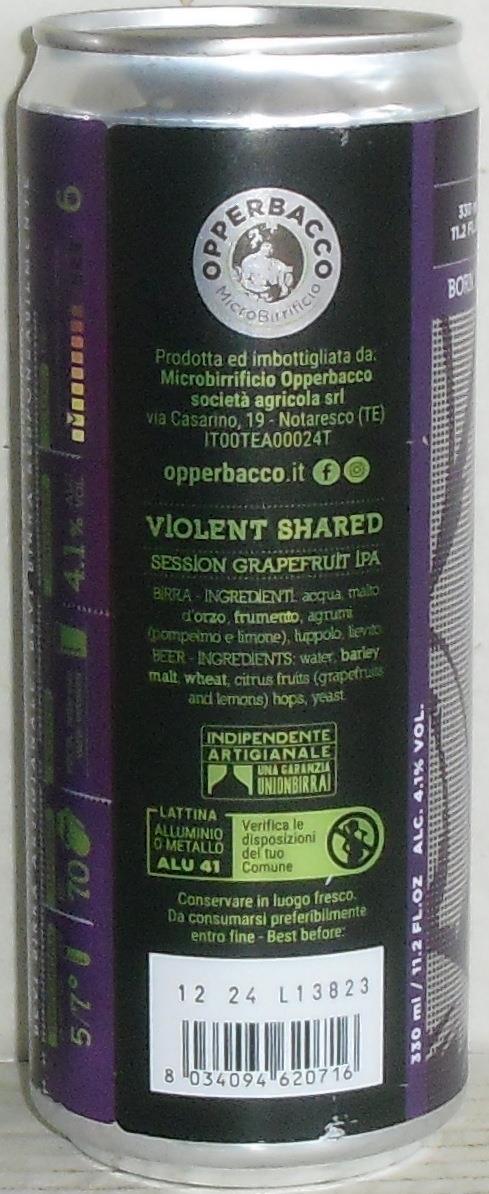 OPPERBACCO
MicroBirrificio
Prodotta ed imbottigliata da:
Microbirrificio Opperbacco
società agricola srl
via Casarino, 19 - Notaresco (TE)
IT00TEA00024T
opperbacco.it
VIOLENT SHARED
SESSION GRAPEFRUIT IPA
BIRRA - INGREDIENTI: acqua, malto
d'orzo, frumento, agrumi
(pompelmo e limone), luppolo, lievito
BEER - INGREDIENTS: water, barley
malt, wheat, citrus fruits (grapefruits
and lemons) hops, yeast.
INDIPENDENTE
ARTIGIANALE
UNA GARANZIA
UNIONBIRRAI
LATTINA
ALLUMINIO
O METALLO
ALU 41
Verifica le
disposizioni
del tuo
Comune
Conservare in luogo fresco.
Da consumarsi preferibilmente
entro fine - Best before:
12 24 L13823
8 034094 620716
6
4.1%
VOL.
70
5/7°
330 ml / 11.2 FL.OZ ALC. 4.1% VOL.
330
11.2 FL.
BORN